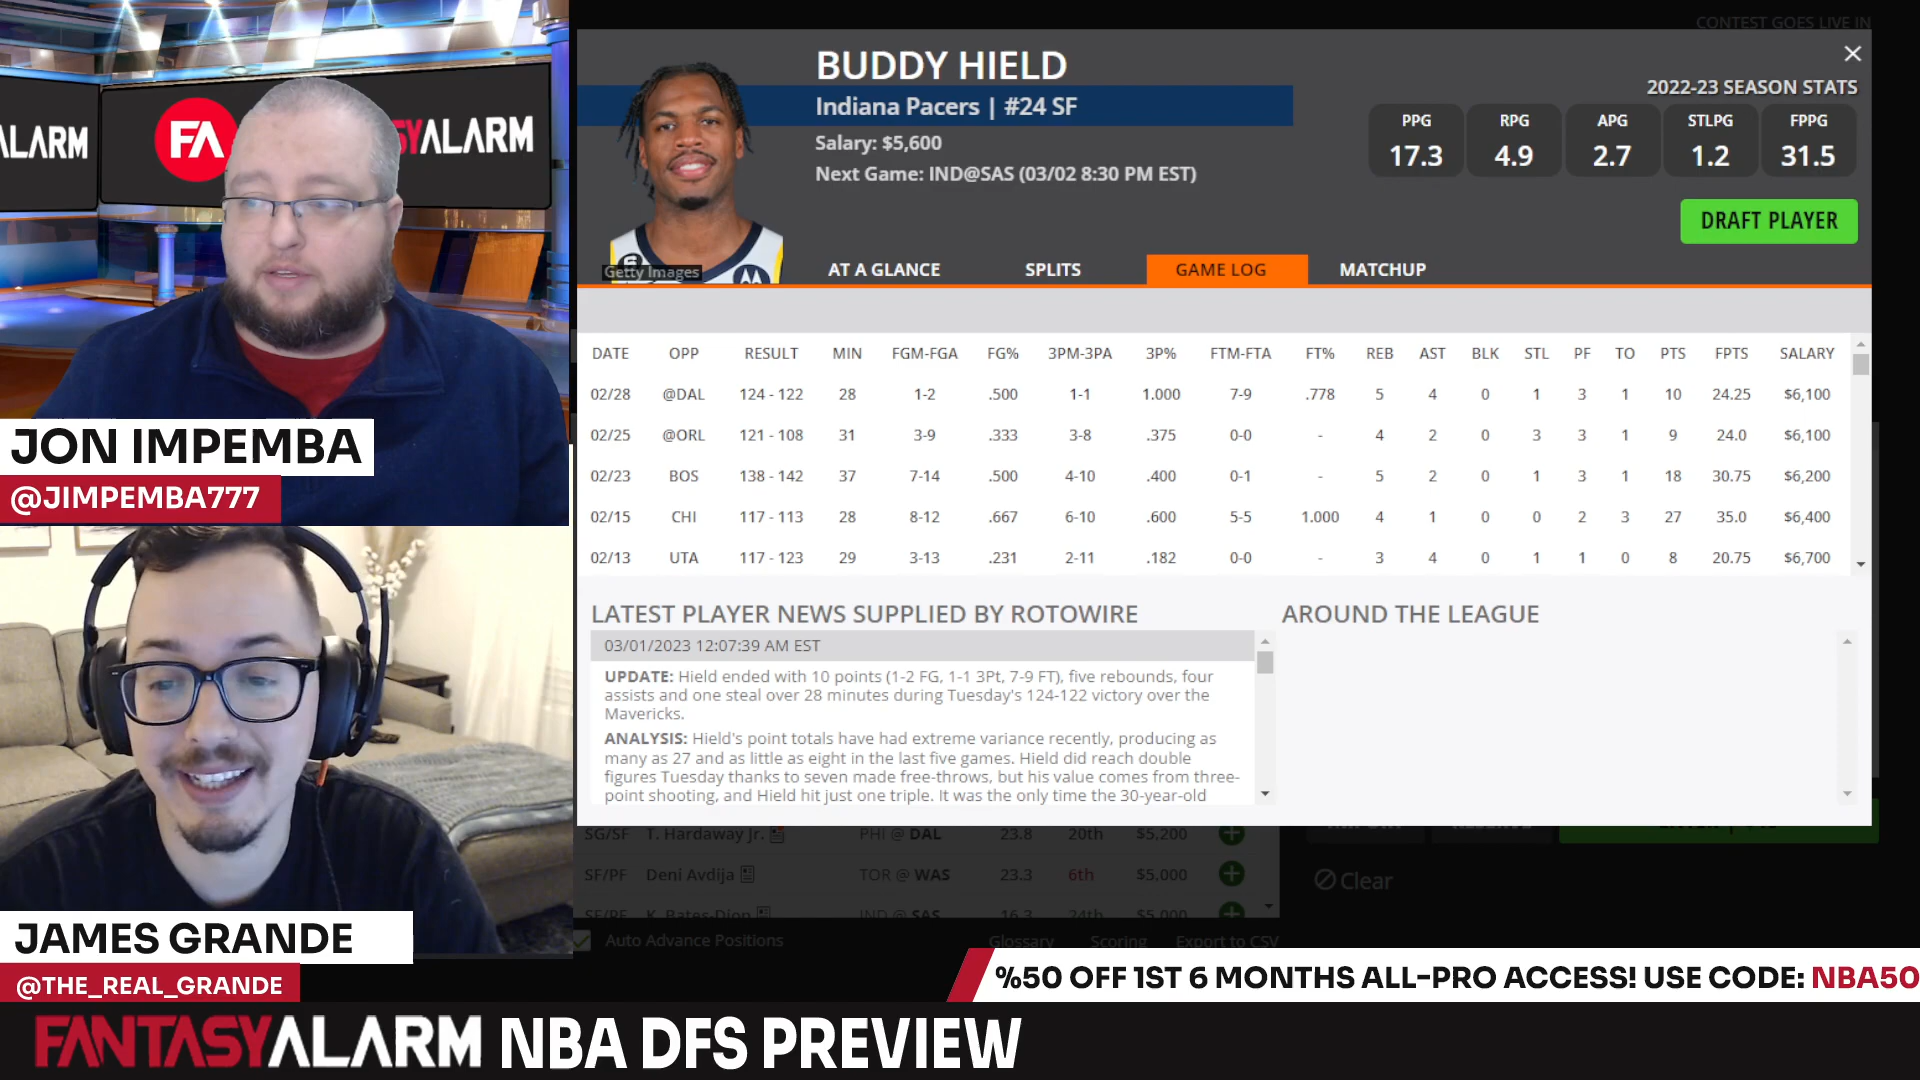 CONTEST GOES LIVE IN
ALARM
FA
SYALARM
BUDDY HIELD
Indiana Pacers | #24 SF
Salary: $5,600
Next Game: IND@SAS (03/02 8:30 PM EST)
2022-23 SEASON STATS
PPG RPG APG STLPG FPPG
17.3 4.9 2.7 1.2 31.5
DRAFT PLAYER
Getty Images
AT A GLANCE SPLITS GAME LOG MATCHUP
DATE OPP RESULT MIN FGM-FGA FG% 3PM-3PA 3P% FTM-FTA FT% REB AST BLK STL PF TO PTS FPTS SALARY
02/28 @DAL 124 - 122 28 1-2 .500 1-1 1.000 7-9 .778 5 4 0 1 3 1 10 24.25 $6,100
02/25 @ORL 121 - 108 31 3-9 .333 3-8 .375 0-0 - 4 2 0 3 3 1 9 24.0 $6,100
02/23 BOS 138 - 142 37 7-14 .500 4-10 .400 0-1 - 5 2 0 1 3 1 18 30.75 $6,200
02/15 CHI 117 - 113 28 8-12 .667 6-10 .600 5-5 1.000 4 1 0 0 2 3 27 35.0 $6,400
02/13 UTA 117 - 123 29 3-13 .231 2-11 .182 0-0 - 3 4 0 1 1 0 8 20.75 $6,700
LATEST PLAYER NEWS SUPPLIED BY ROTOWIRE
03/01/2023 12:07:39 AM EST
UPDATE: Hield ended with 10 points (1-2 FG, 1-1 3Pt, 7-9 FT), five rebounds, four
assists and one steal over 28 minutes during Tuesday's 124-122 victory over the
Mavericks.
ANALYSIS: Hield's point totals have had extreme variance recently, producing as
many as 27 and as little as eight in the last five games. Hield did reach double
figures Tuesday thanks to seven made free-throws, but his value comes from three-
point shooting, and Hield hit just one triple. It was the only time the 30-year-old
AROUND THE LEAGUE
SG/SF T. Hardaway Jr. PHI @ DAL 23.8 20th $5,200
SF/PF Deni Avdija TOR @ WAS 23.3 6th $5,000
SF/PF K. Bates-Diop IND @ SAS 16.3 24th $5,000
Clear
Auto Advance Positions
Glossary Scoring Export to CSV
JON IMPEMBA
@JIMPEMBA777
JAMES GRANDE
@THE_REAL_GRANDE
%50 OFF 1ST 6 MONTHS ALL-PRO ACCESS! USE CODE: NBA50
FANTASYALARM NBA DFS PREVIEW